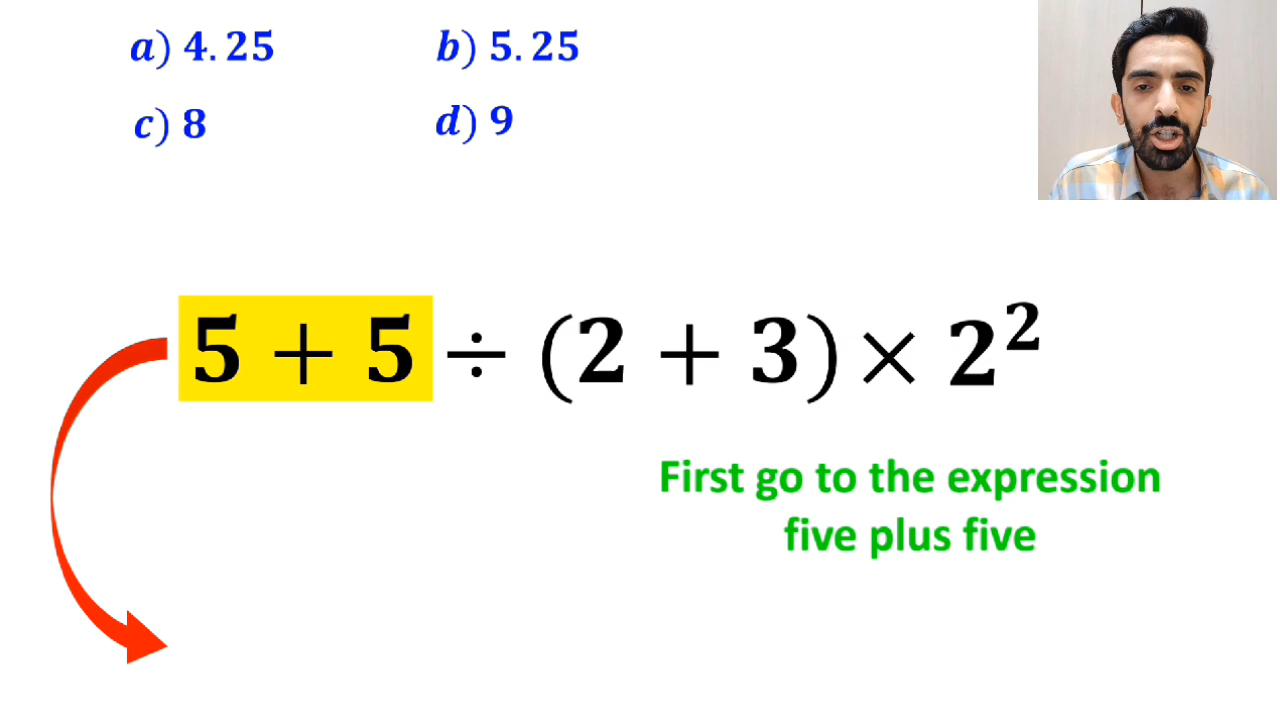 a) 4.25 b) 5.25
c) 8 d) 9
5 + 5 ÷ (2 + 3) × 2²
First go to the expression
five plus five